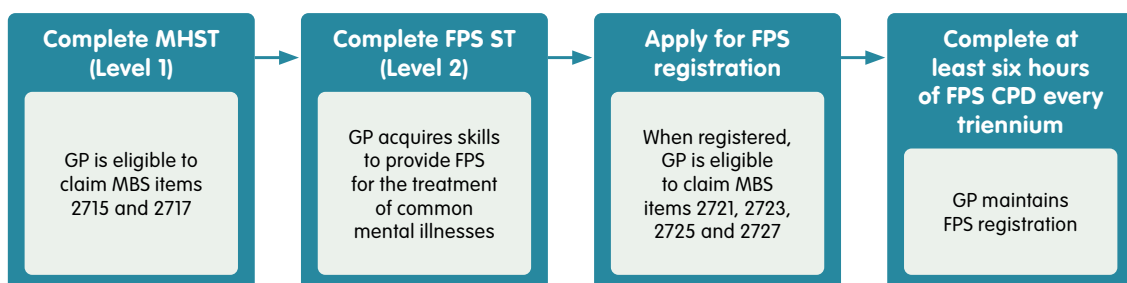 Complete MHST
(Level 1)
GP is eligible to
claim MBS items
2715 and 2717
Complete FPS ST
(Level 2)
GP acquires skills
to provide FPS
for the treatment
of common
mental illnesses
Apply for FPS
registration
When registered,
GP is eligible
to claim MBS
items 2721, 2723,
2725 and 2727
Complete at
least six hours
of FPS CPD every
triennium
GP maintains
FPS registration